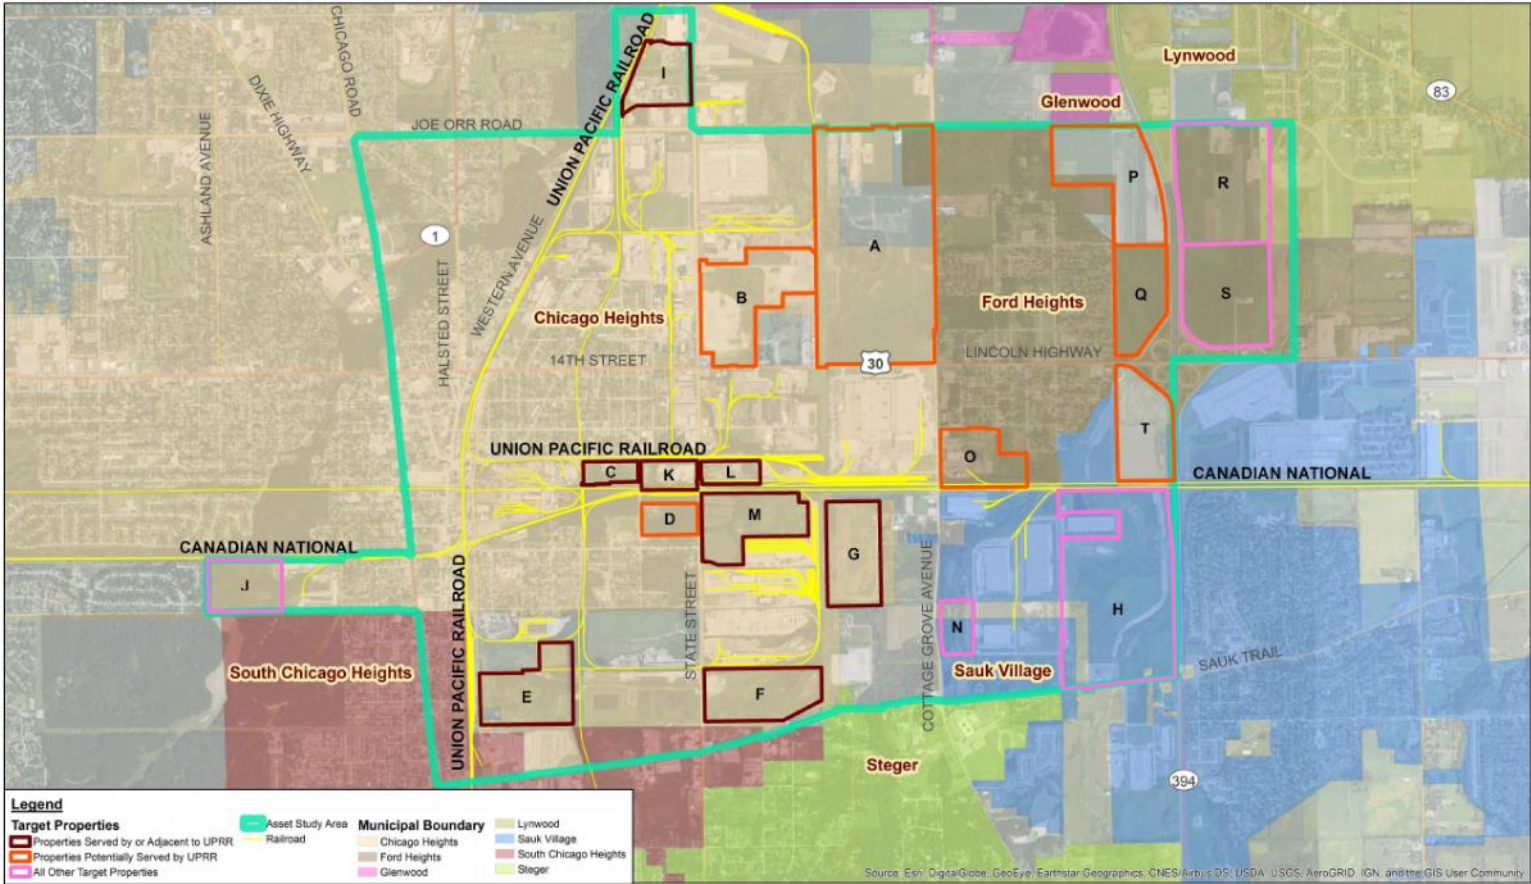 CHICAGO ROAD
DIXIE HIGHWAY
ASHLAND AVENUE
JOE ORR ROAD
UNION PACIFIC RAILROAD
I
Lynwood
Glenwood
83
1
HALSTED STREET
WESTERN AVENUE
P
R
A
B
Q
S
Chicago Heights
Ford Heights
14TH STREET
30
LINCOLN HIGHWAY
UNION PACIFIC RAILROAD
C
K
L
O
T
CANADIAN NATIONAL
D
M
G
CANADIAN NATIONAL
J
UNION PACIFIC RAILROAD
STATE STREET
COTTAGE GROVE AVENUE
H
N
South Chicago Heights
Sauk Village
SAUK TRAIL
E
F
Steger
394
Legend
Target Properties
Properties Served by or Adjacent to UPRR
Properties Potentially Served by UPRR
All Other Target Properties
Asset Study Area
Railroad
Municipal Boundary
Chicago Heights
Ford Heights
Glenwood
Lynwood
Sauk Village
South Chicago Heights
Steger
Source: Esri, DigitalGlobe, GeoEye, Earthstar Geographics, CNES/Airbus DS, USDA, USGS, AeroGRID, IGN, and the GIS User Community